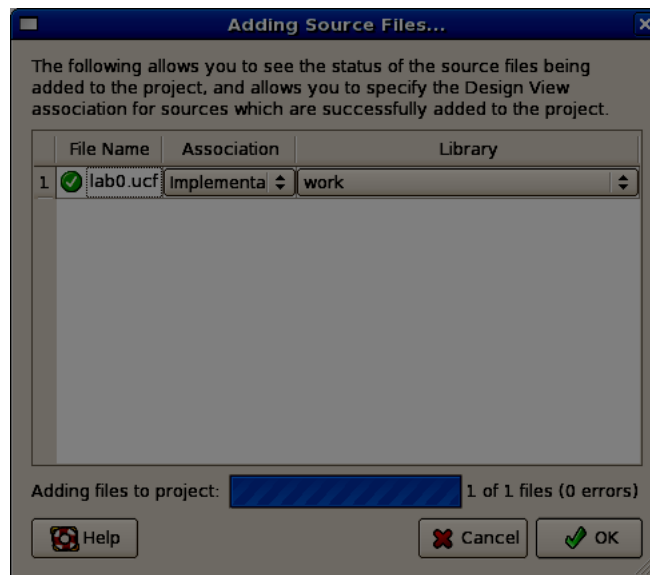 Adding Source Files...
The following allows you to see the status of the source files being
added to the project, and allows you to specify the Design View
association for sources which are successfully added to the project.
File Name Association Library
1 lab0.ucf Implementa work
Adding files to project: 1 of 1 files (0 errors)
Help Cancel OK